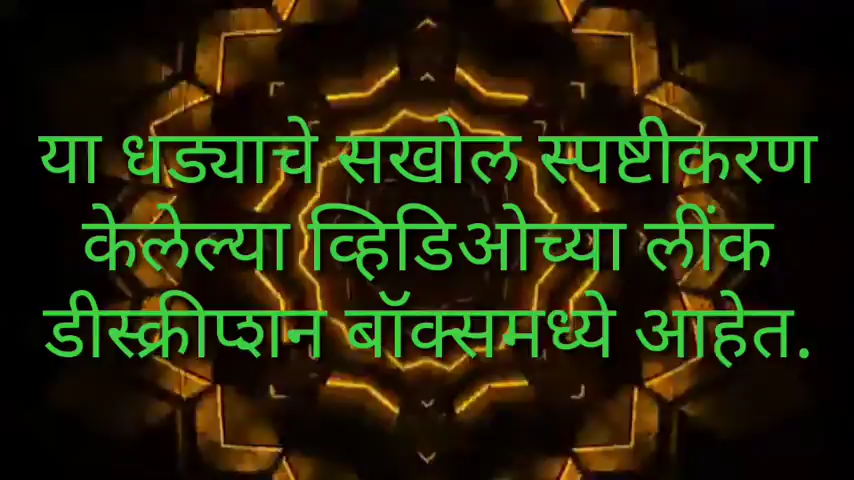 या धड्याचे सखोल स्पष्टीकरण
केलेल्या व्हिडिओच्या लींक
डीस्क्रीप्शन बॉक्समध्ये आहेत.